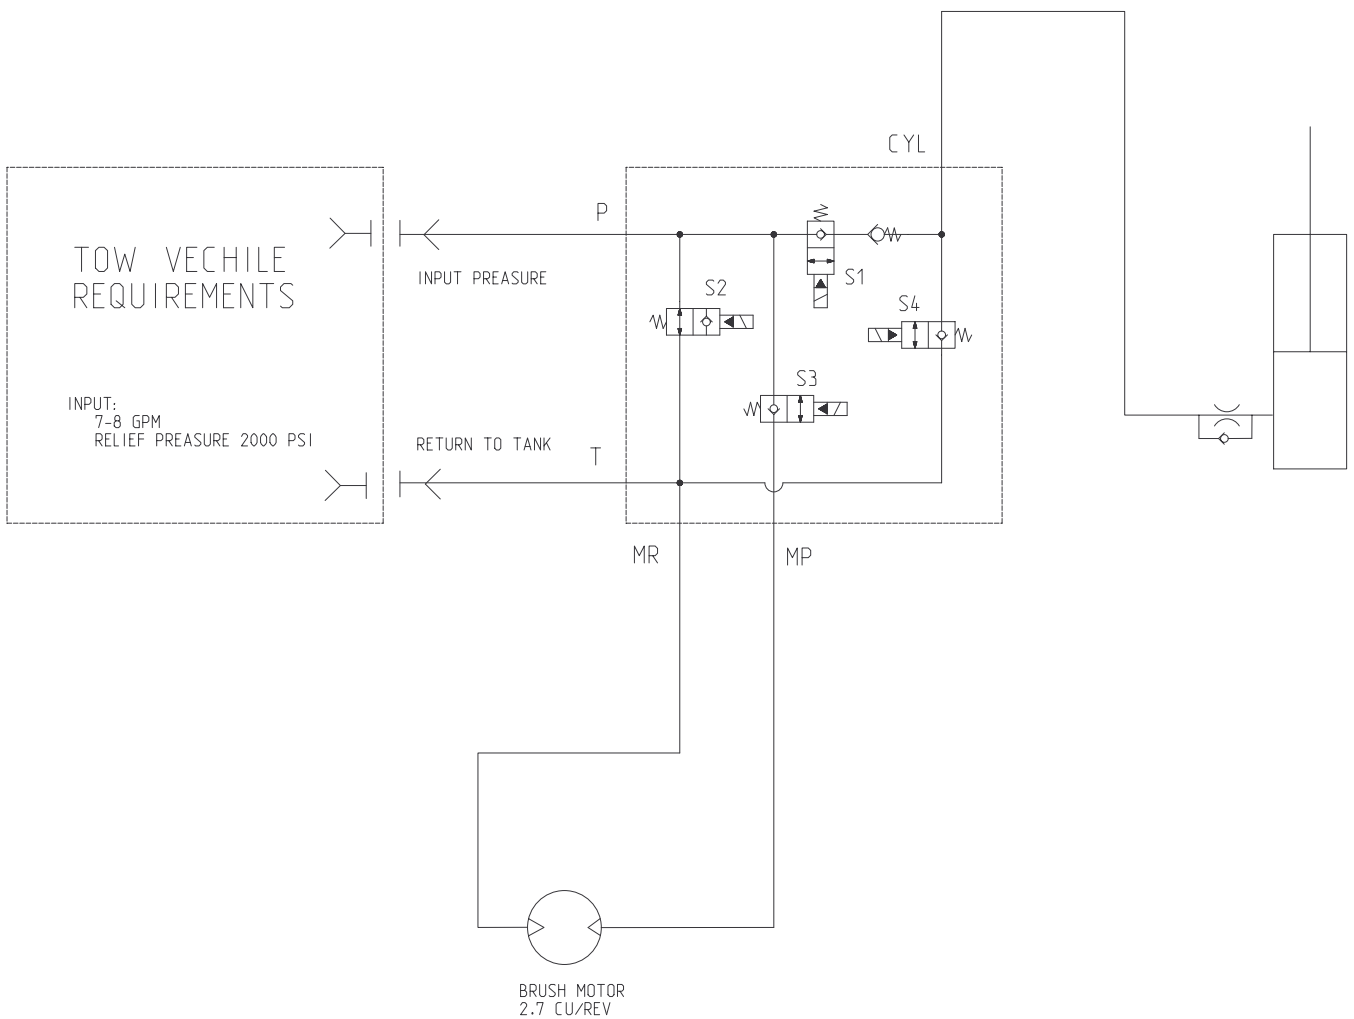 CYL
P
TOW VECHILE
REQUIREMENTS
INPUT PREASURE
S1
S2
S4
S3
INPUT:
7-8 GPM
RELIEF PREASURE 2000 PSI
RETURN TO TANK
T
MR
MP
BRUSH MOTOR
2.7 CU/REV